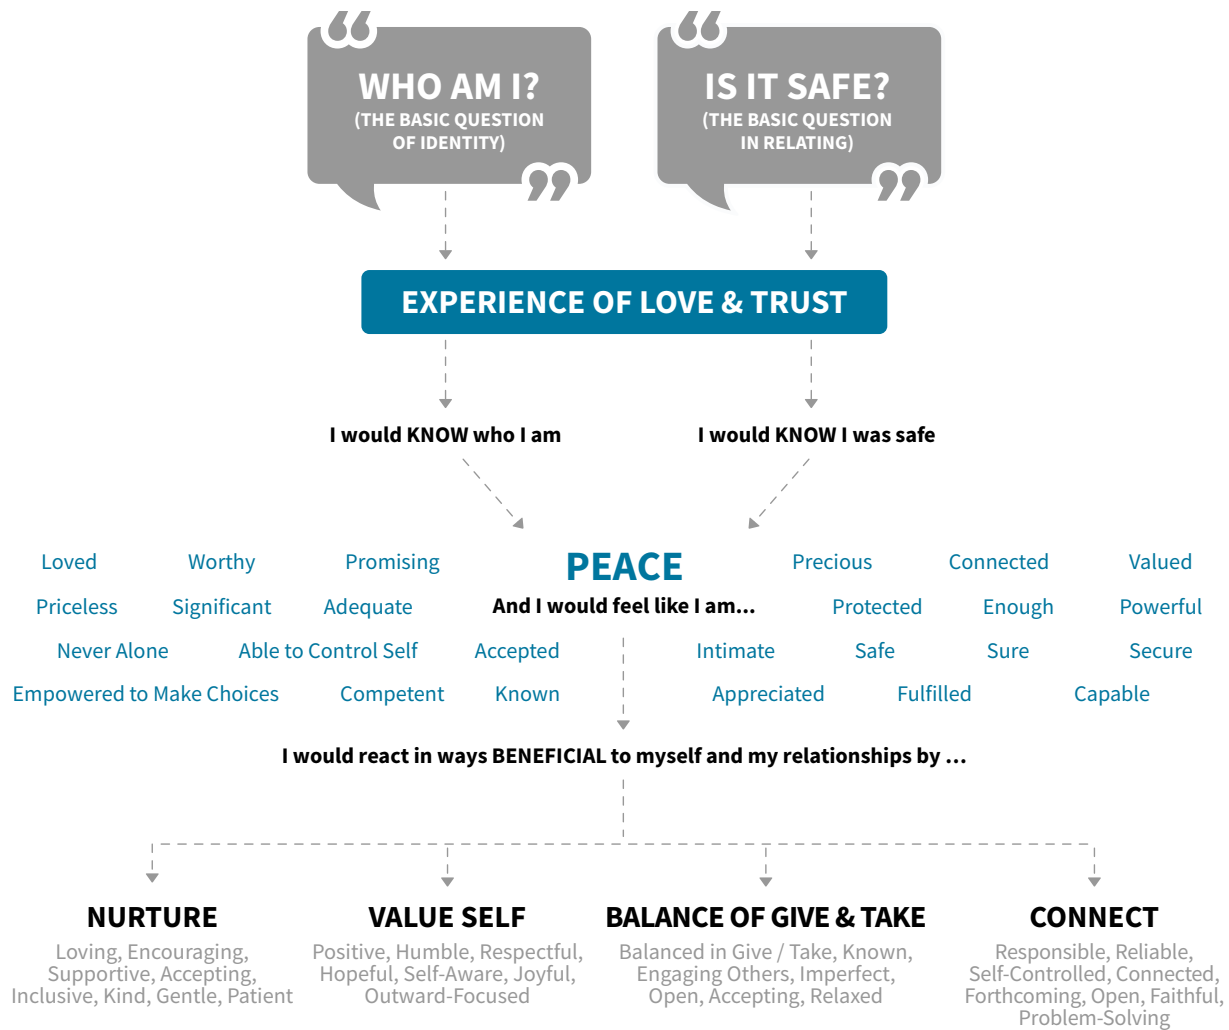 WHO AM I?
(THE BASIC QUESTION
OF IDENTITY)
IS IT SAFE?
(THE BASIC QUESTION
IN RELATING)
EXPERIENCE OF LOVE & TRUST
I would KNOW who I am
I would KNOW I was safe
PEACE
And I would feel like I am...
Loved Worthy Promising
Priceless Significant Adequate
Never Alone Able to Control Self Accepted
Empowered to Make Choices Competent Known
Precious Connected Valued
Protected Enough Powerful
Intimate Safe Sure Secure
Appreciated Fulfilled Capable
I would react in ways BENEFICIAL to myself and my relationships by ...
NURTURE
Loving, Encouraging,
Supportive, Accepting,
Inclusive, Kind, Gentle, Patient
VALUE SELF
Positive, Humble, Respectful,
Hopeful, Self-Aware, Joyful,
Outward-Focused
BALANCE OF GIVE & TAKE
Balanced in Give / Take, Known,
Engaging Others, Imperfect,
Open, Accepting, Relaxed
CONNECT
Responsible, Reliable,
Self-Controlled, Connected,
Forthcoming, Open, Faithful,
Problem-Solving